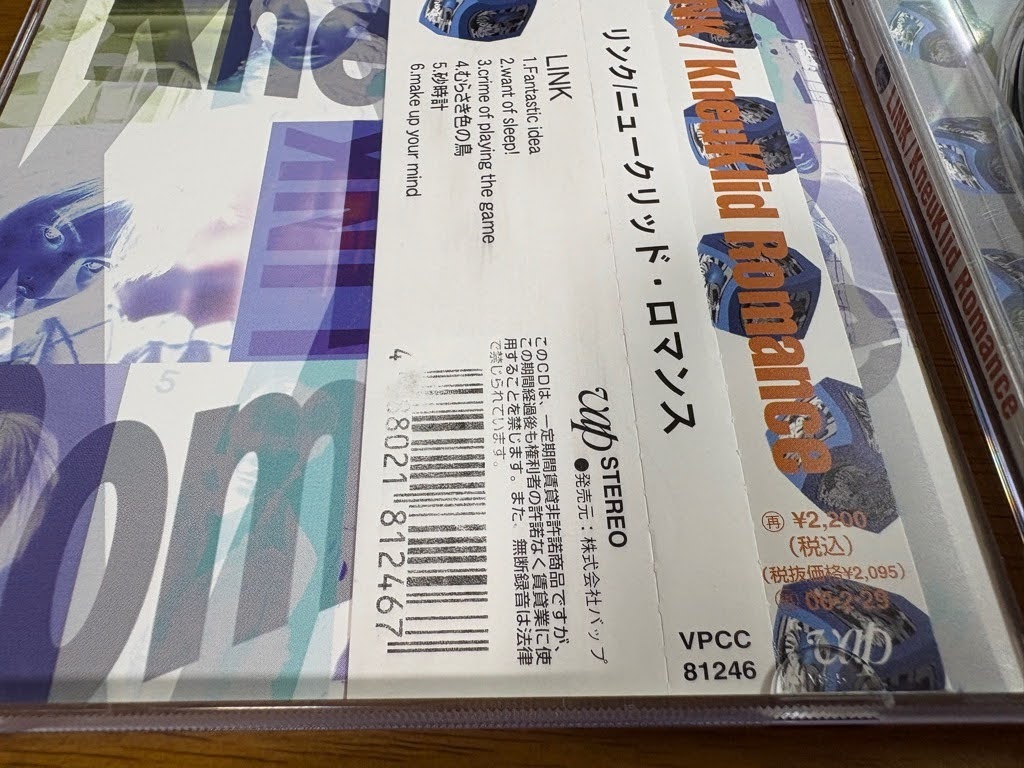 LINK / KneuKlid Romance
リンク/ニュークリッド・ロマンス
LINK
1.Fantastic idea
2.want of sleep!
3.crime of playing the game
4.むらさき色の鳥
5.砂時計
6.make up your mind
vap STEREO
●発売元：株式会社バップ
このCDは、一定期間賃貸非許諾商品ですが、
この期間経過後も権利者の許諾なく賃貸業に使
用することを禁じます。また、無断録音は法律
で禁じられています。
4 88021 812467
再 ¥2,200
(税込)
(税抜価格¥2,095)
VPCC
81246
vap
LINK
5
om
LINK / KneuKlid Romance